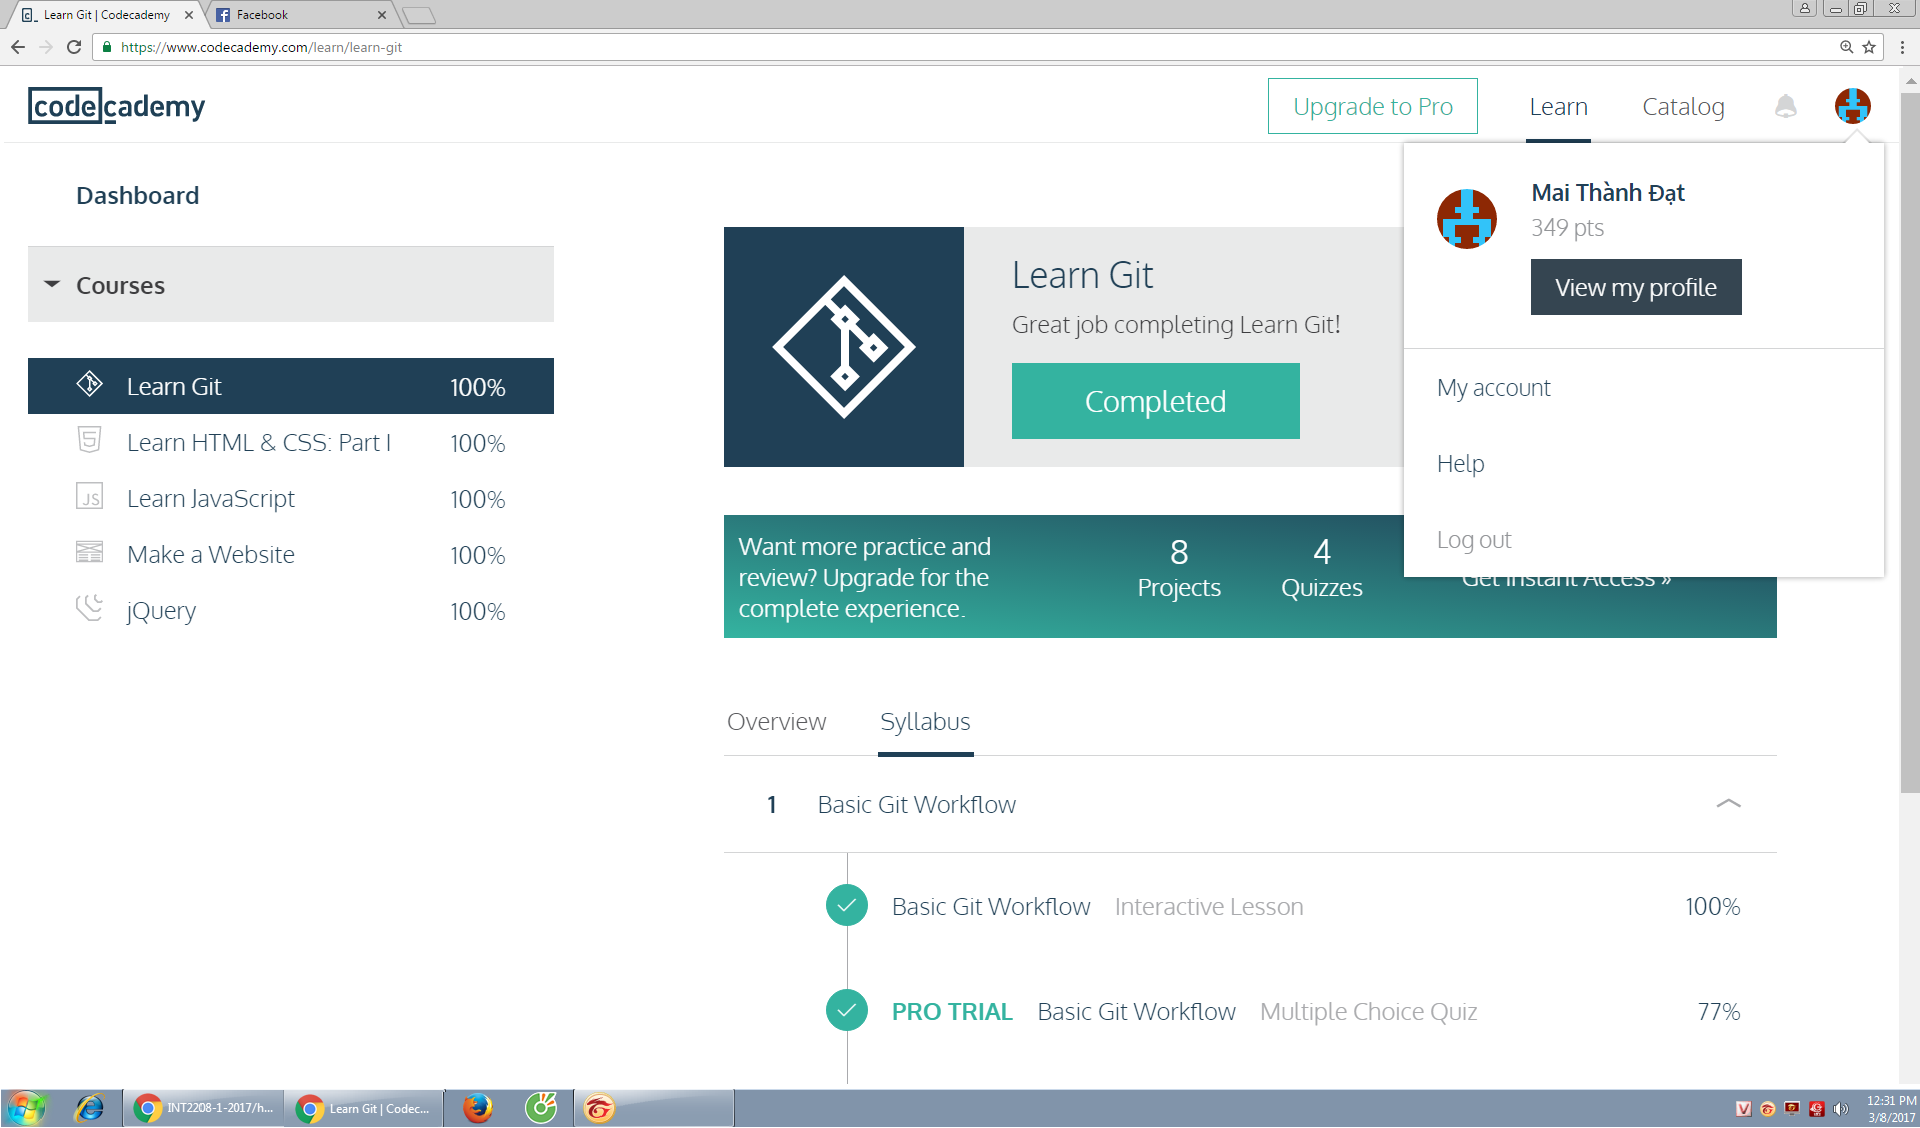 Learn Git | Codecademy
Facebook
https://www.codecademy.com/learn/learn-git
codecademy
Upgrade to Pro
Learn
Catalog
Dashboard
Courses
Learn Git 100%
Learn HTML & CSS: Part I 100%
JS Learn JavaScript 100%
Make a Website 100%
jQuery 100%
Learn Git
Great job completing Learn Git!
Completed
Mai Thành Đạt
349 pts
View my profile
My account
Help
Log out
Want more practice and
review? Upgrade for the
complete experience.
8
Projects
4
Quizzes
Get Instant Access »
Overview
Syllabus
1 Basic Git Workflow
Basic Git Workflow Interactive Lesson 100%
PRO TRIAL Basic Git Workflow Multiple Choice Quiz 77%
INT2208-1-2017/h...
Learn Git | Codec...
12:31 PM
3/8/2017